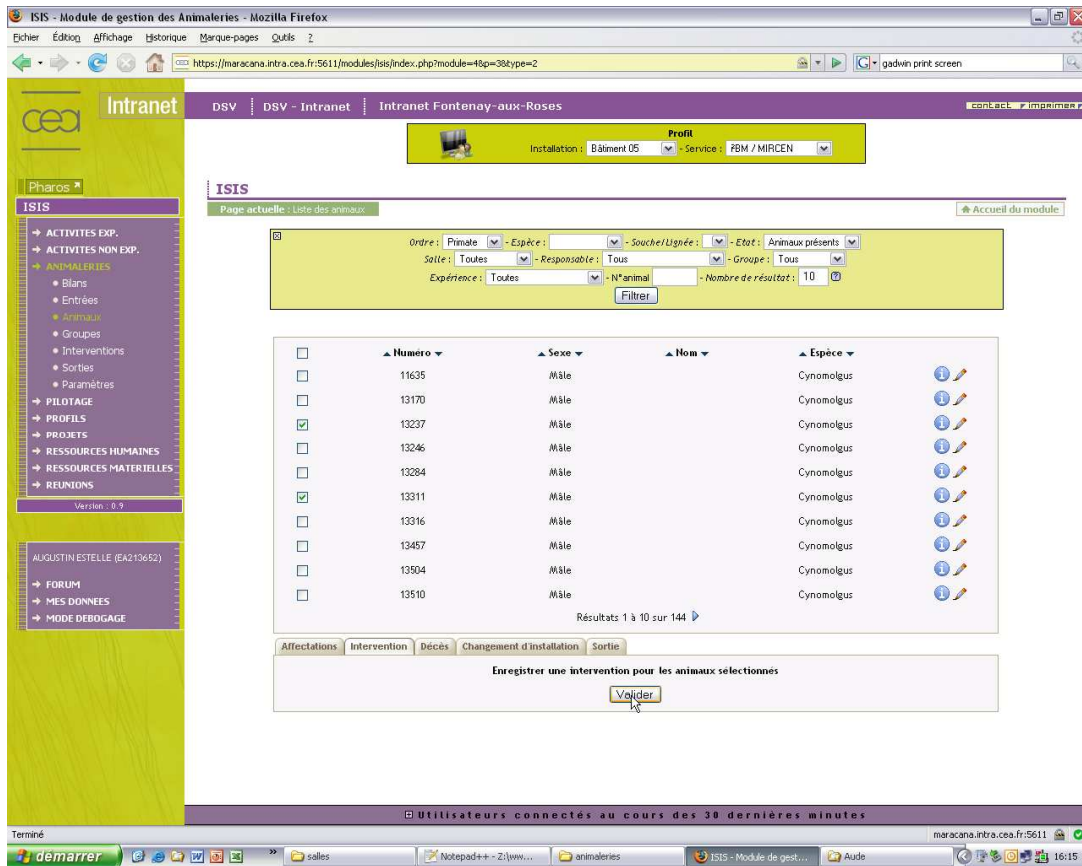 ISIS - Module de gestion des Animaleries - Mozilla Firefox
Fichier Édition Affichage Historique Marque-pages Outils ?
https://maracana.intra.cea.fr:5611/modules/isis/index.php?module=4&p=3&type=2
gadwin print screen
cea Intranet
DSV DSV - Intranet Intranet Fontenay-aux-Roses
contact imprimer
Profil
Installation : Bâtiment 05 - Service : I²BM / MIRCEN
Pharos
ISIS
ISIS
Page actuelle : Liste des animaux
Accueil du module
ACTIVITES EXP.
ACTIVITES NON EXP.
ANIMALERIES
Bilans
Entrées
Animaux
Groupes
Interventions
Sorties
Paramètres
PILOTAGE
PROFILS
PROJETS
RESSOURCES HUMAINES
RESSOURCES MATERIELLES
REUNIONS
Version : 0.9
AUGUSTIN ESTELLE (EA213652)
FORUM
MES DONNEES
MODE DEBOGAGE
Ordre : Primate - Espèce : - Souche/Lignée : - Etat : Animaux présents
Salle : Toutes - Responsable : Tous - Groupe : Tous
Expérience : Toutes - N°animal - Nombre de résultat : 10
Filtrer
Numéro Sexe Nom Espèce
11635 Mâle Cynomolgus
13170 Mâle Cynomolgus
13237 Mâle Cynomolgus
13246 Mâle Cynomolgus
13284 Mâle Cynomolgus
13311 Mâle Cynomolgus
13316 Mâle Cynomolgus
13457 Mâle Cynomolgus
13504 Mâle Cynomolgus
13510 Mâle Cynomolgus
Résultats 1 à 10 sur 144
Affectations Intervention Décès Changement d'installation Sortie
Enregistrer une intervention pour les animaux sélectionnés
Valider
Utilisateurs connectés au cours des 30 dernières minutes
Terminé
maracana.intra.cea.fr:5611
démarrer
salles
Notepad++ - Z:\ww...
animaleries
ISIS - Module de gest...
Aude
16:15